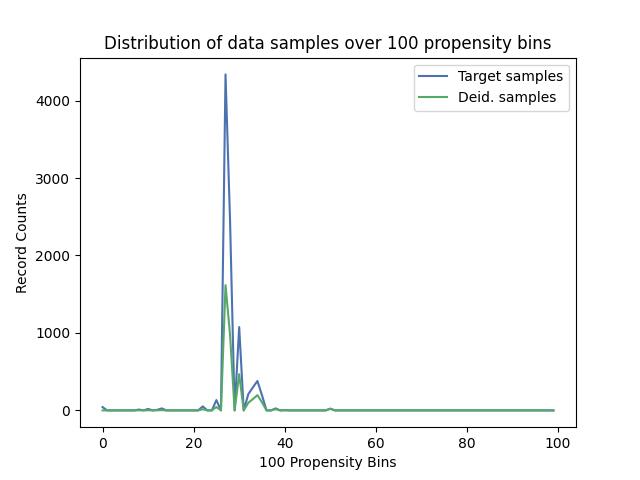 Distribution of data samples over 100 propensity bins
Target samples
Deid. samples
Record Counts
4000
3000
2000
1000
0
0 20 40 60 80 100
100 Propensity Bins